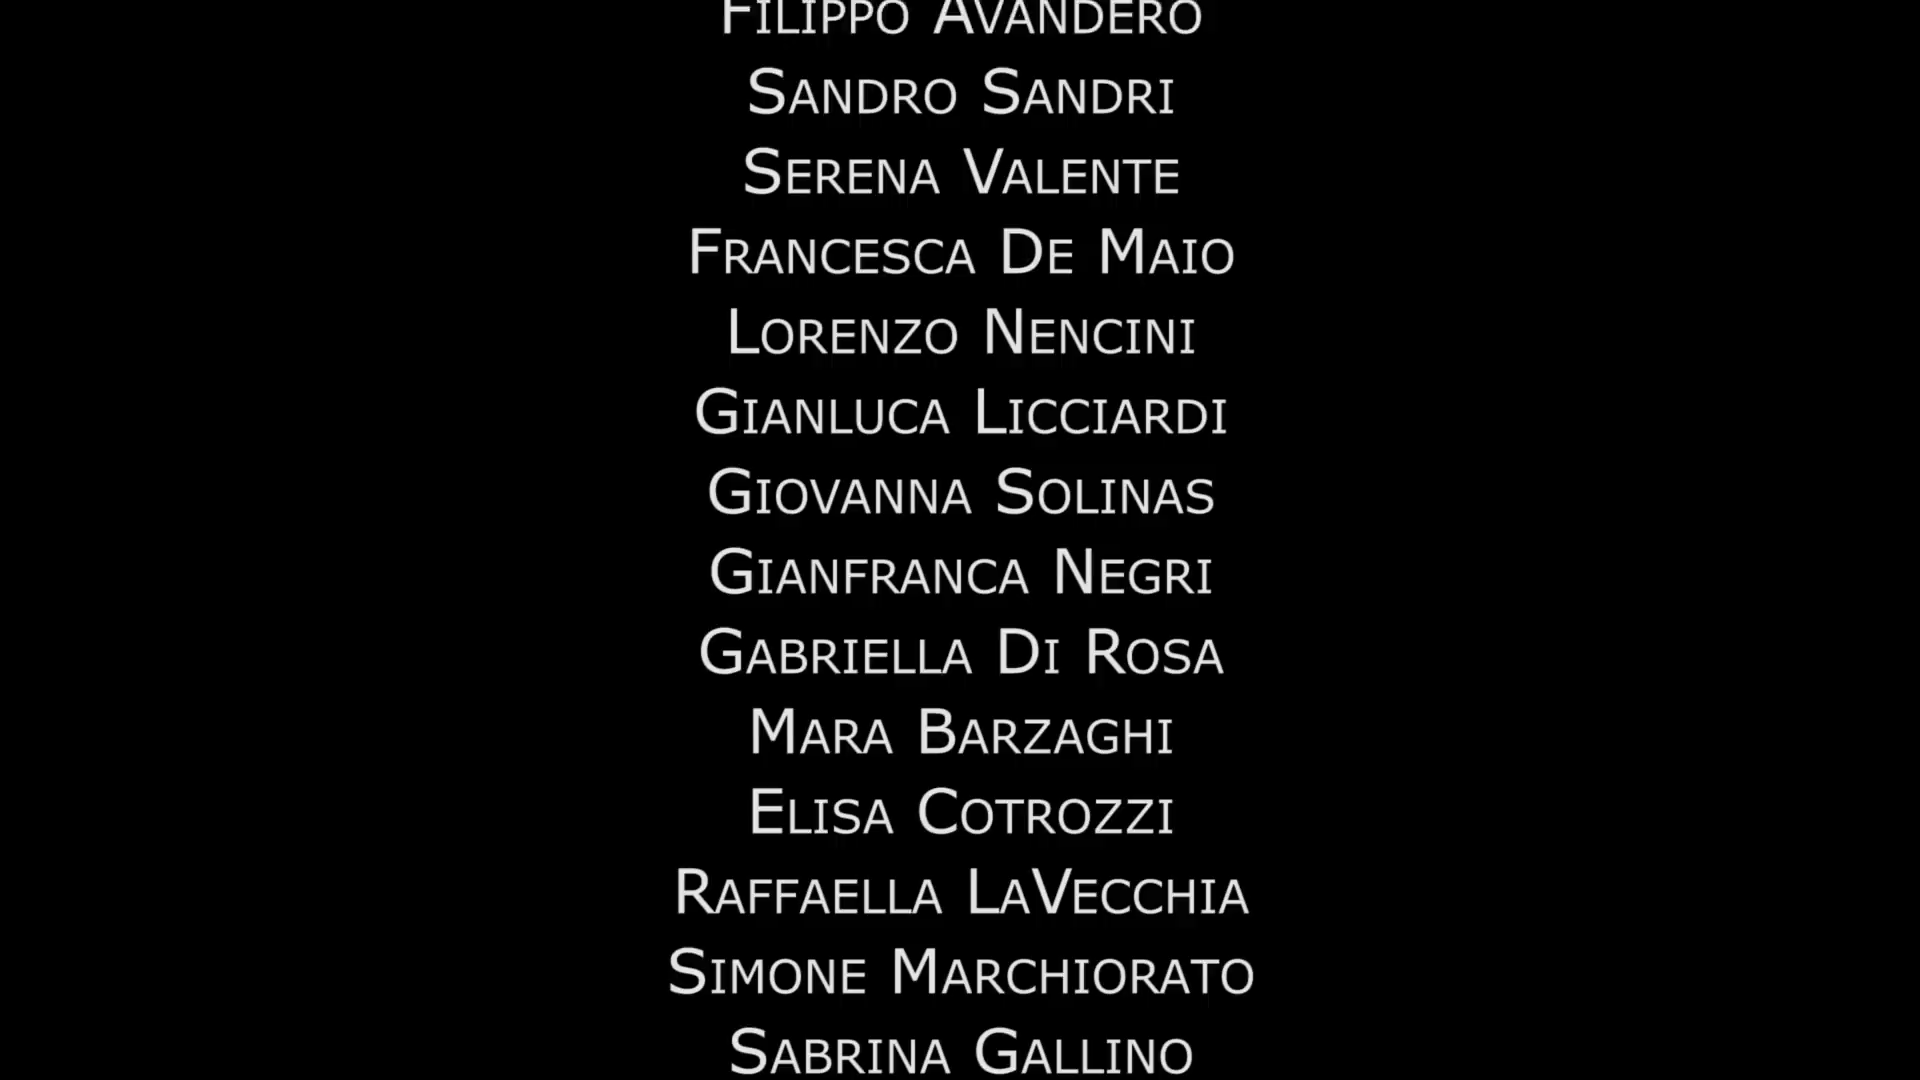 Filippo Avandero
Sandro Sandri
Serena Valente
Francesca De Maio
Lorenzo Nencini
Gianluca Licciardi
Giovanna Solinas
Gianfranca Negri
Gabriella Di Rosa
Mara Barzaghi
Elisa Cotrozzi
Raffaella LaVecchia
Simone Marchiorato
Sabrina Gallino